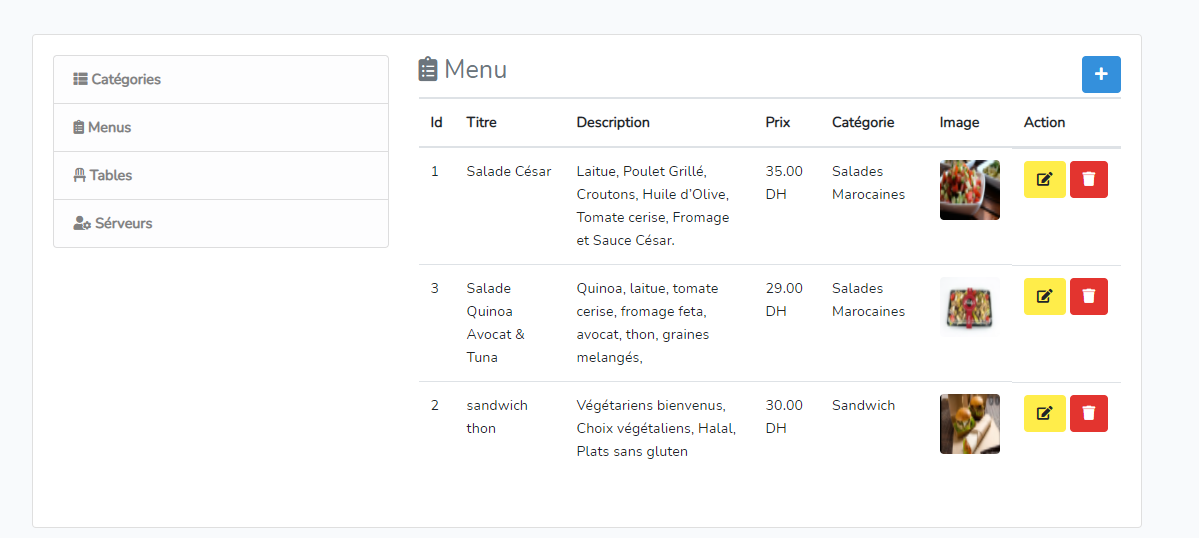 Catégories
Menus
Tables
Sérveurs
Menu
+
Id Titre Description Prix Catégorie Image Action
1 Salade César Laitue, Poulet Grillé, 35.00 Salades
Croutons, Huile d'Olive, DH Marocaines
Tomate cerise, Fromage
et Sauce César.
3 Salade Quinoa, laitue, tomate 29.00 Salades
Quinoa cerise, fromage feta, DH Marocaines
Avocat & avocat, thon, graines
Tuna melangés,
2 sandwich Végétariens bienvenus, 30.00 Sandwich
thon Choix végétaliens, Halal, DH
Plats sans gluten